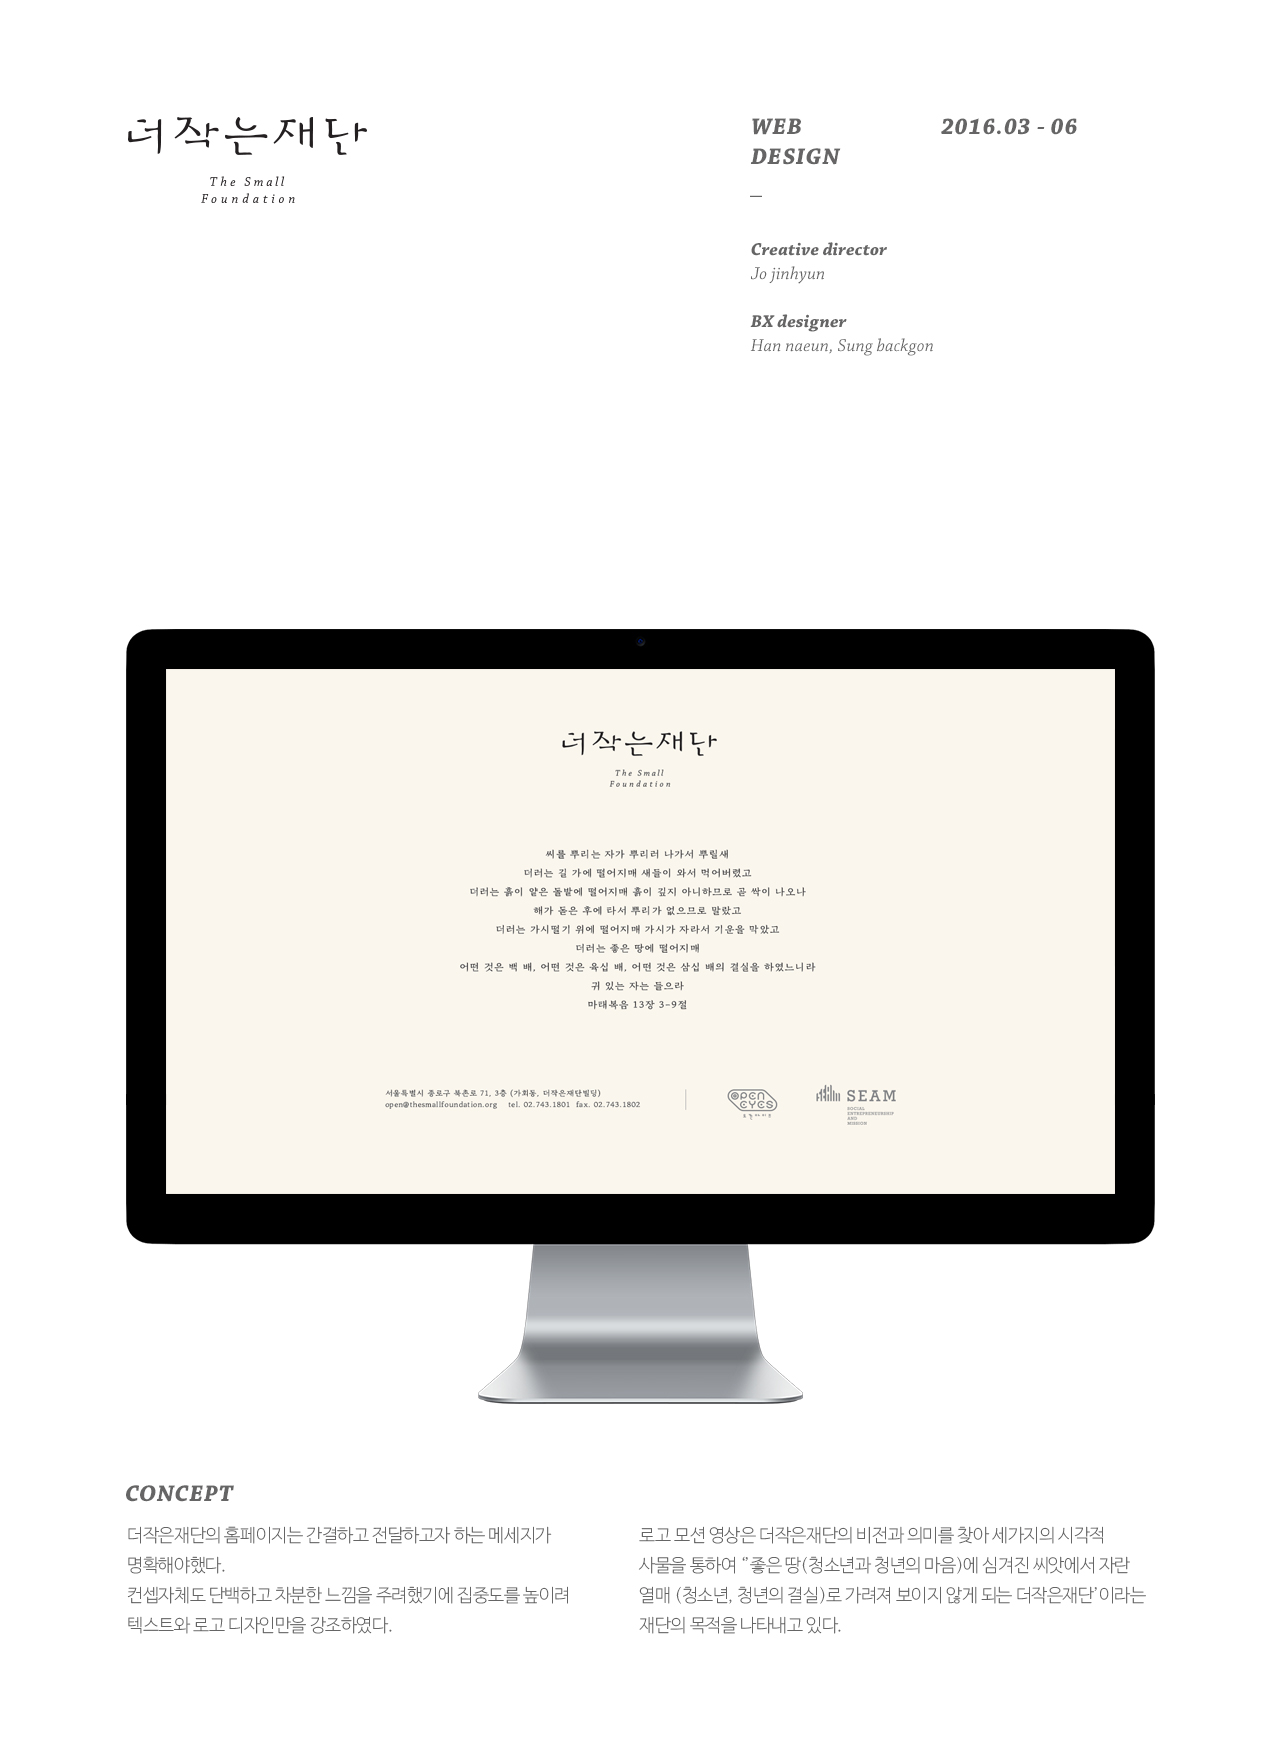 더작은재단
The Small
Foundation
WEB
DESIGN
2016.03 - 06
–
Creative director
Jo jinhyun
BX designer
Han naeun, Sung backgon
더작은재단
The Small
Foundation
씨를 뿌리는 자가 뿌리러 나가서 뿌릴새
더러는 길 가에 떨어지매 새들이 와서 먹어버렸고
더러는 흙이 얕은 돌밭에 떨어지매 흙이 깊지 아니하므로 곧 싹이 나오나
해가 돋은 후에 타서 뿌리가 없으므로 말랐고
더러는 가시떨기 위에 떨어지매 가시가 자라서 기운을 막았고
더러는 좋은 땅에 떨어지매
어떤 것은 백 배, 어떤 것은 육십 배, 어떤 것은 삼십 배의 결실을 하였느니라
귀 있는 자는 들으라
마태복음 13장 3-9절
서울특별시 종로구 북촌로 71, 3층 (가회동, 더작은재단빌딩)
open@thesmallfoundation.org tel. 02.743.1801 fax. 02.743.1802
OPEN
EYES
오픈아이즈
SEAM
SOCIAL
ENTREPRENEURSHIP
AND
MISSION
CONCEPT
더작은재단의 홈페이지는 간결하고 전달하고자 하는 메세지가
명확해야했다.
컨셉자체도 단백하고 차분한 느낌을 주려했기에 집중도를 높이려
텍스트와 로고 디자인만을 강조하였다.
로고 모션 영상은 더작은재단의 비전과 의미를 찾아 세가지의 시각적
사물을 통하여 “좋은 땅(청소년과 청년의 마음)에 심겨진 씨앗에서 자란
열매 (청소년, 청년의 결실)로 가려져 보이지 않게 되는 더작은재단’이라는
재단의 목적을 나타내고 있다.